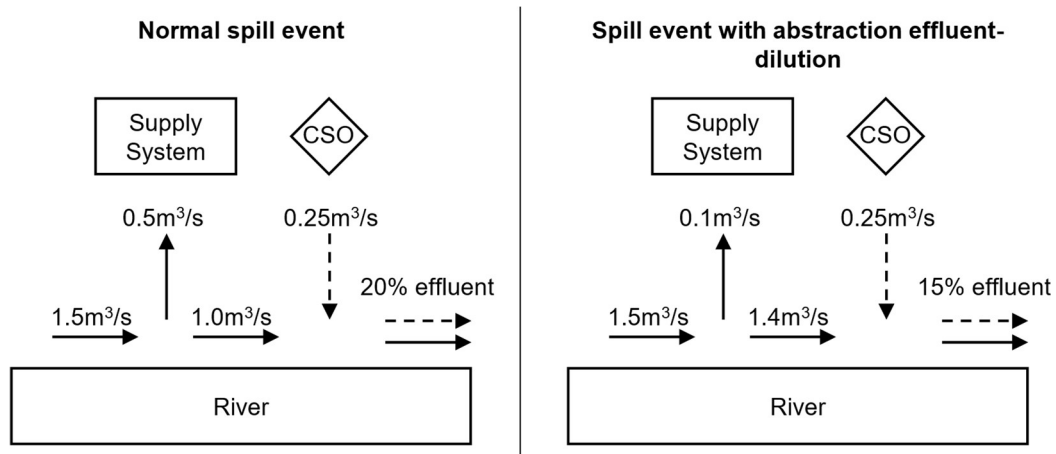 Normal spill event
Supply
System
CSO
0.5m³/s
0.25m³/s
20% effluent
1.5m³/s
1.0m³/s
River
Spill event with abstraction effluent-
dilution
Supply
System
CSO
0.1m³/s
0.25m³/s
15% effluent
1.5m³/s
1.4m³/s
River